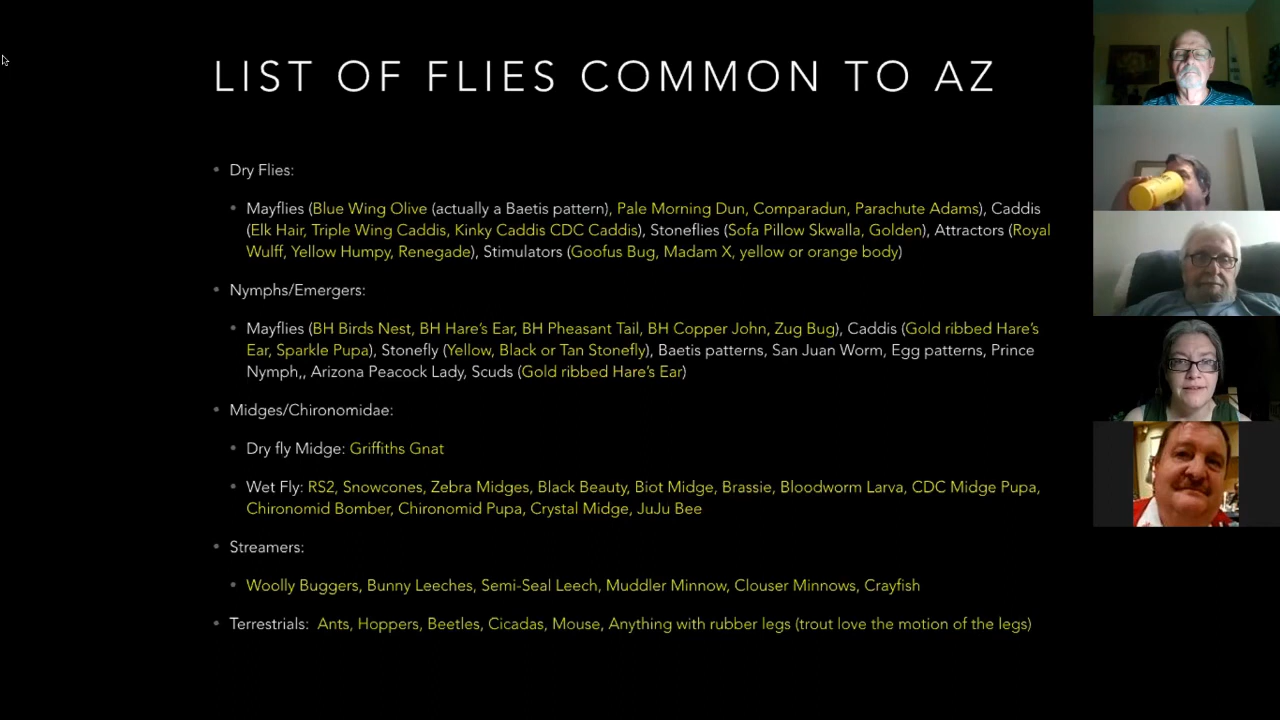 LIST OF FLIES COMMON TO AZ
• Dry Flies:
• Mayflies (Blue Wing Olive (actually a Baetis pattern), Pale Morning Dun, Comparadun, Parachute Adams), Caddis
(Elk Hair, Triple Wing Caddis, Kinky Caddis CDC Caddis), Stoneflies (Sofa Pillow Skwalla, Golden), Attractors (Royal
Wulff, Yellow Humpy, Renegade), Stimulators (Goofus Bug, Madam X, yellow or orange body)
• Nymphs/Emergers:
• Mayflies (BH Birds Nest, BH Hare’s Ear, BH Pheasant Tail, BH Copper John, Zug Bug), Caddis (Gold ribbed Hare’s
Ear, Sparkle Pupa), Stonefly (Yellow, Black or Tan Stonefly), Baetis patterns, San Juan Worm, Egg patterns, Prince
Nymph,, Arizona Peacock Lady, Scuds (Gold ribbed Hare’s Ear)
• Midges/Chironomidae:
• Dry fly Midge: Griffiths Gnat
• Wet Fly: RS2, Snowcones, Zebra Midges, Black Beauty, Biot Midge, Brassie, Bloodworm Larva, CDC Midge Pupa,
Chironomid Bomber, Chironomid Pupa, Crystal Midge, JuJu Bee
• Streamers:
• Woolly Buggers, Bunny Leeches, Semi-Seal Leech, Muddler Minnow, Clouser Minnows, Crayfish
• Terrestrials: Ants, Hoppers, Beetles, Cicadas, Mouse, Anything with rubber legs (trout love the motion of the legs)